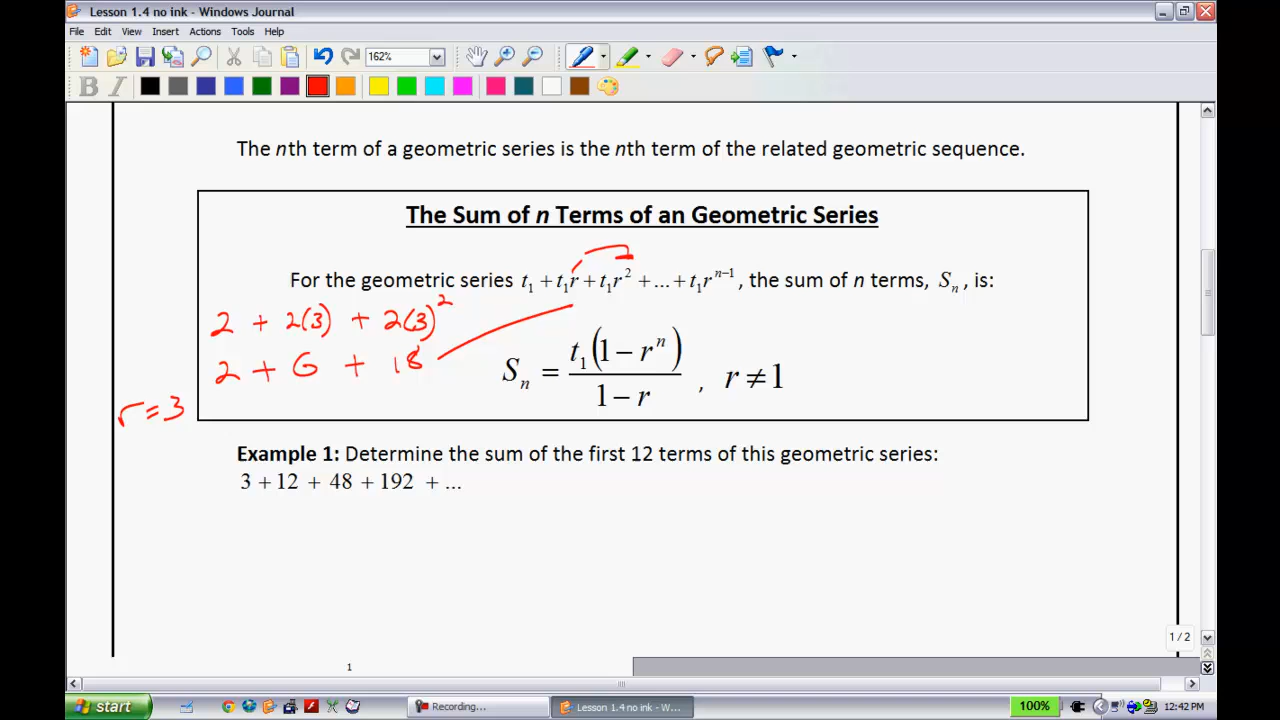 Lesson 1.4 no ink - Windows Journal
File Edit View Insert Actions Tools Help
162%
B I
The nth term of a geometric series is the nth term of the related geometric sequence.
The Sum of n Terms of an Geometric Series
For the geometric series t₁ + t₁r + t₁r² + ... + t₁rⁿ⁻¹, the sum of n terms, Sₙ, is:
2 + 2(3) + 2(3)²
2 + 6 + 18
Sₙ = t₁(1 − rⁿ) / 1 − r , r ≠ 1
r = 3
Example 1: Determine the sum of the first 12 terms of this geometric series:
3 + 12 + 48 + 192 + ...
1 / 2
1
start Recording... Lesson 1.4 no ink - W... 100% 12:42 PM